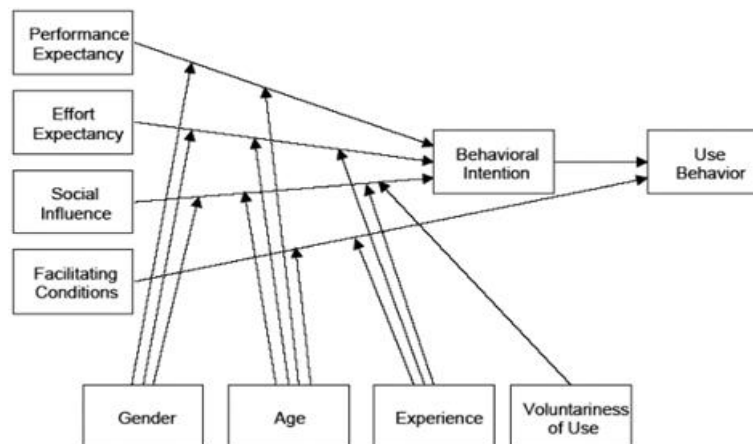 Performance
Expectancy
Effort
Expectancy
Social
Influence
Facilitating
Conditions
Behavioral
Intention
Use
Behavior
Gender
Age
Experience
Voluntariness
of Use